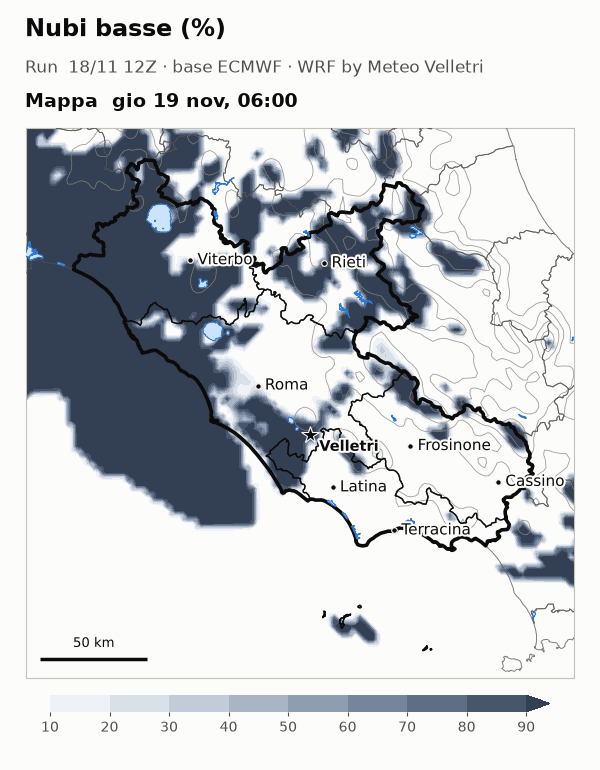 Nubi basse (%)
Run  18/11 12Z · base ECMWF · WRF by Meteo Velletri
Mappa  gio 19 nov, 06:00
Viterbo
Rieti
Roma
Velletri
Frosinone
Latina
Cassino
Terracina
50 km
10 20 30 40 50 60 70 80 90